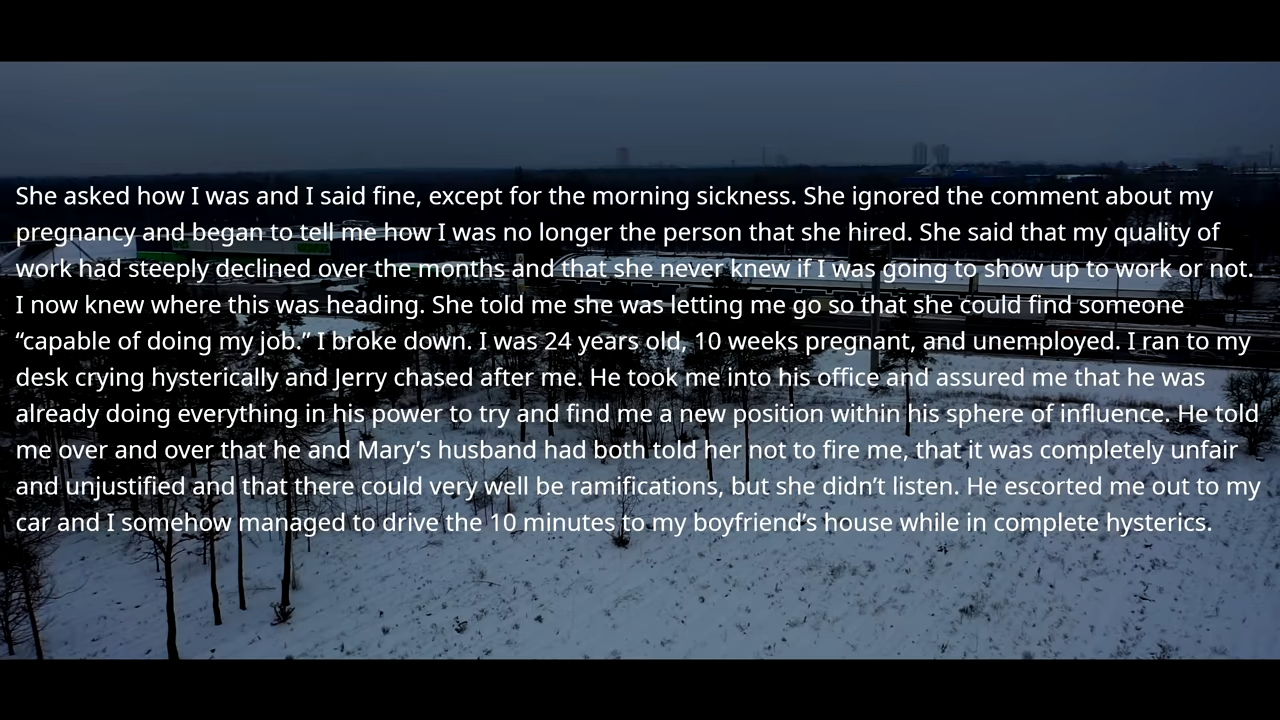 She asked how I was and I said fine, except for the morning sickness. She ignored the comment about my
pregnancy and began to tell me how I was no longer the person that she hired. She said that my quality of
work had steeply declined over the months and that she never knew if I was going to show up to work or not.
I now knew where this was heading. She told me she was letting me go so that she could find someone
“capable of doing my job.” I broke down. I was 24 years old, 10 weeks pregnant, and unemployed. I ran to my
desk crying hysterically and Jerry chased after me. He took me into his office and assured me that he was
already doing everything in his power to try and find me a new position within his sphere of influence. He told
me over and over that he and Mary’s husband had both told her not to fire me, that it was completely unfair
and unjustified and that there could very well be ramifications, but she didn’t listen. He escorted me out to my
car and I somehow managed to drive the 10 minutes to my boyfriend’s house while in complete hysterics.